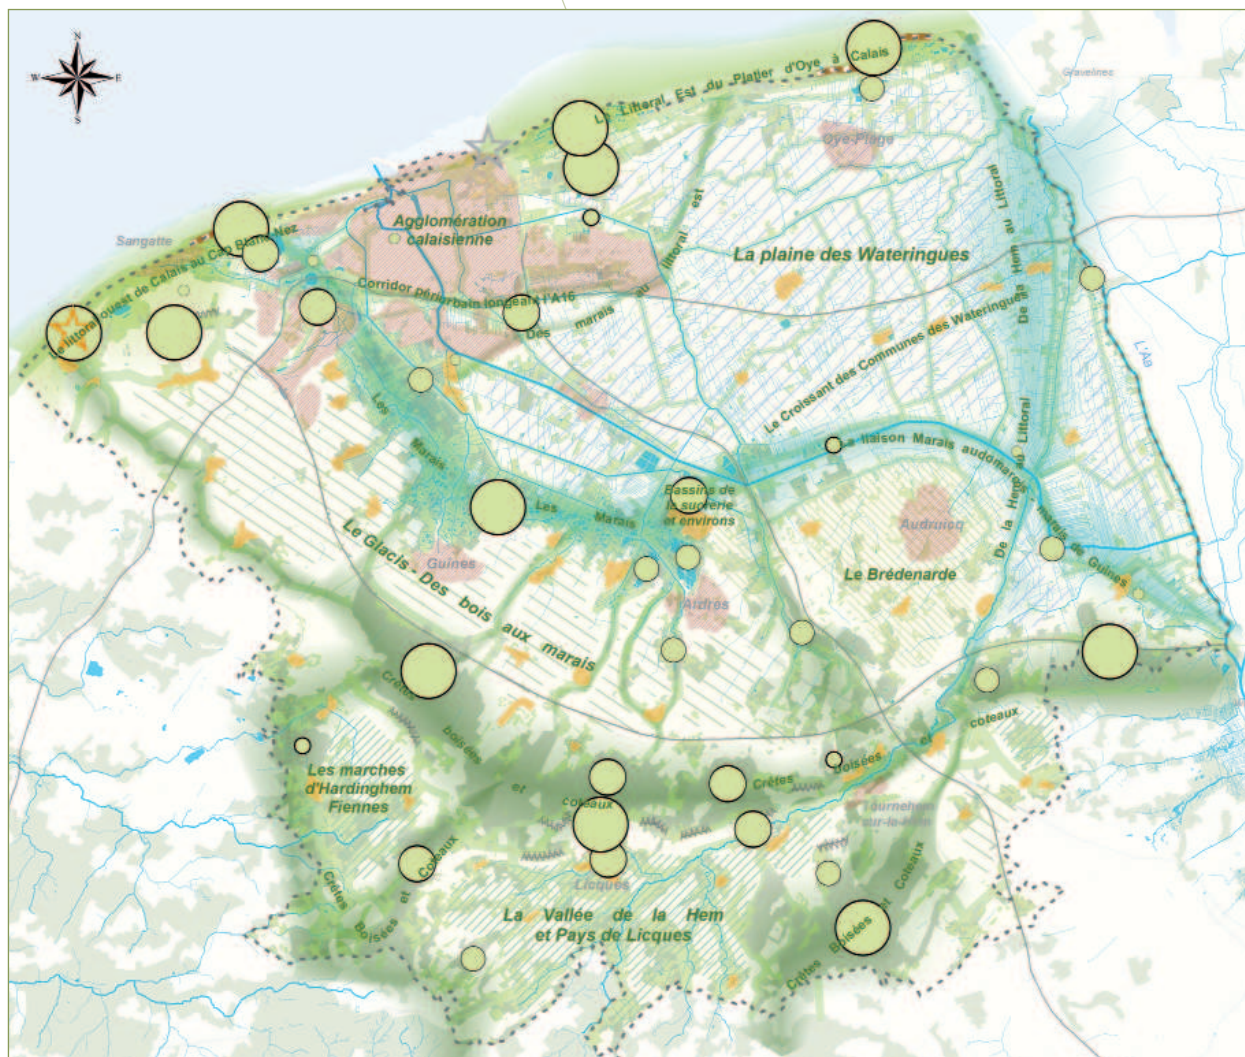 N
W E
S
Gravelines
Le Littoral Est du Platier d'Oye à Calais
Oye-Plage
Sangatte
Agglomération
calaisienne
La plaine des Wateringues
Le littoral ouest de Calais au Cap Blanc Nez
Corridor périurbain longeant l'A16
Des marais au littoral est
De la Hem au Littoral
L'Aa
Le Croissant des Communes des Wateringues
Les Marais
La liaison Marais audomarois marais de Guînes
Bassins de
la sucrerie
et environs
Les Marais
De la Hem au Littoral
Audruicq
Guînes
Le Glacis - Des bois aux marais
Le Brédenarde
Ardres
Crêtes boisées et coteaux
Crêtes boisées et coteaux
Les marches
d'Hardinghem
Fiennes
Tournehem
sur-la-Hem
Crêtes Boisées et Coteaux
Licques
La Vallée de la Hem
et Pays de Licques
Crêtes Boisées et Coteaux